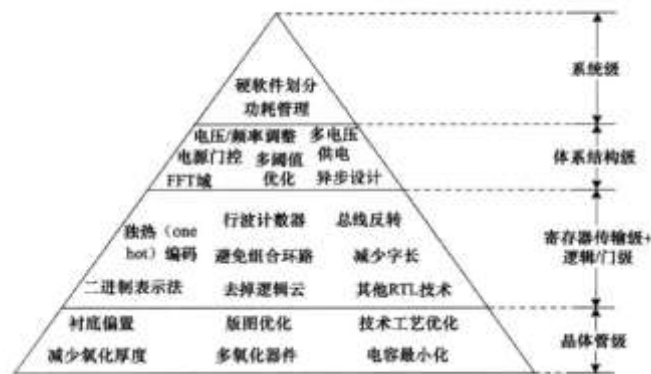 硬软件划分
功耗管理
系统级
电压/频率调整 多电压
电源门控 多阈值 供电
FFT域 优化 异步设计
体系结构级
独热（one hot）编码
行波计数器
总线反转
避免组合环路
减少字长
二进制表示法
去掉逻辑云
其他RTL技术
寄存器传输级+
逻辑/门级
衬底偏置 版图优化 技术工艺优化
减少氧化厚度 多氧化器件 电容最小化
晶体管级